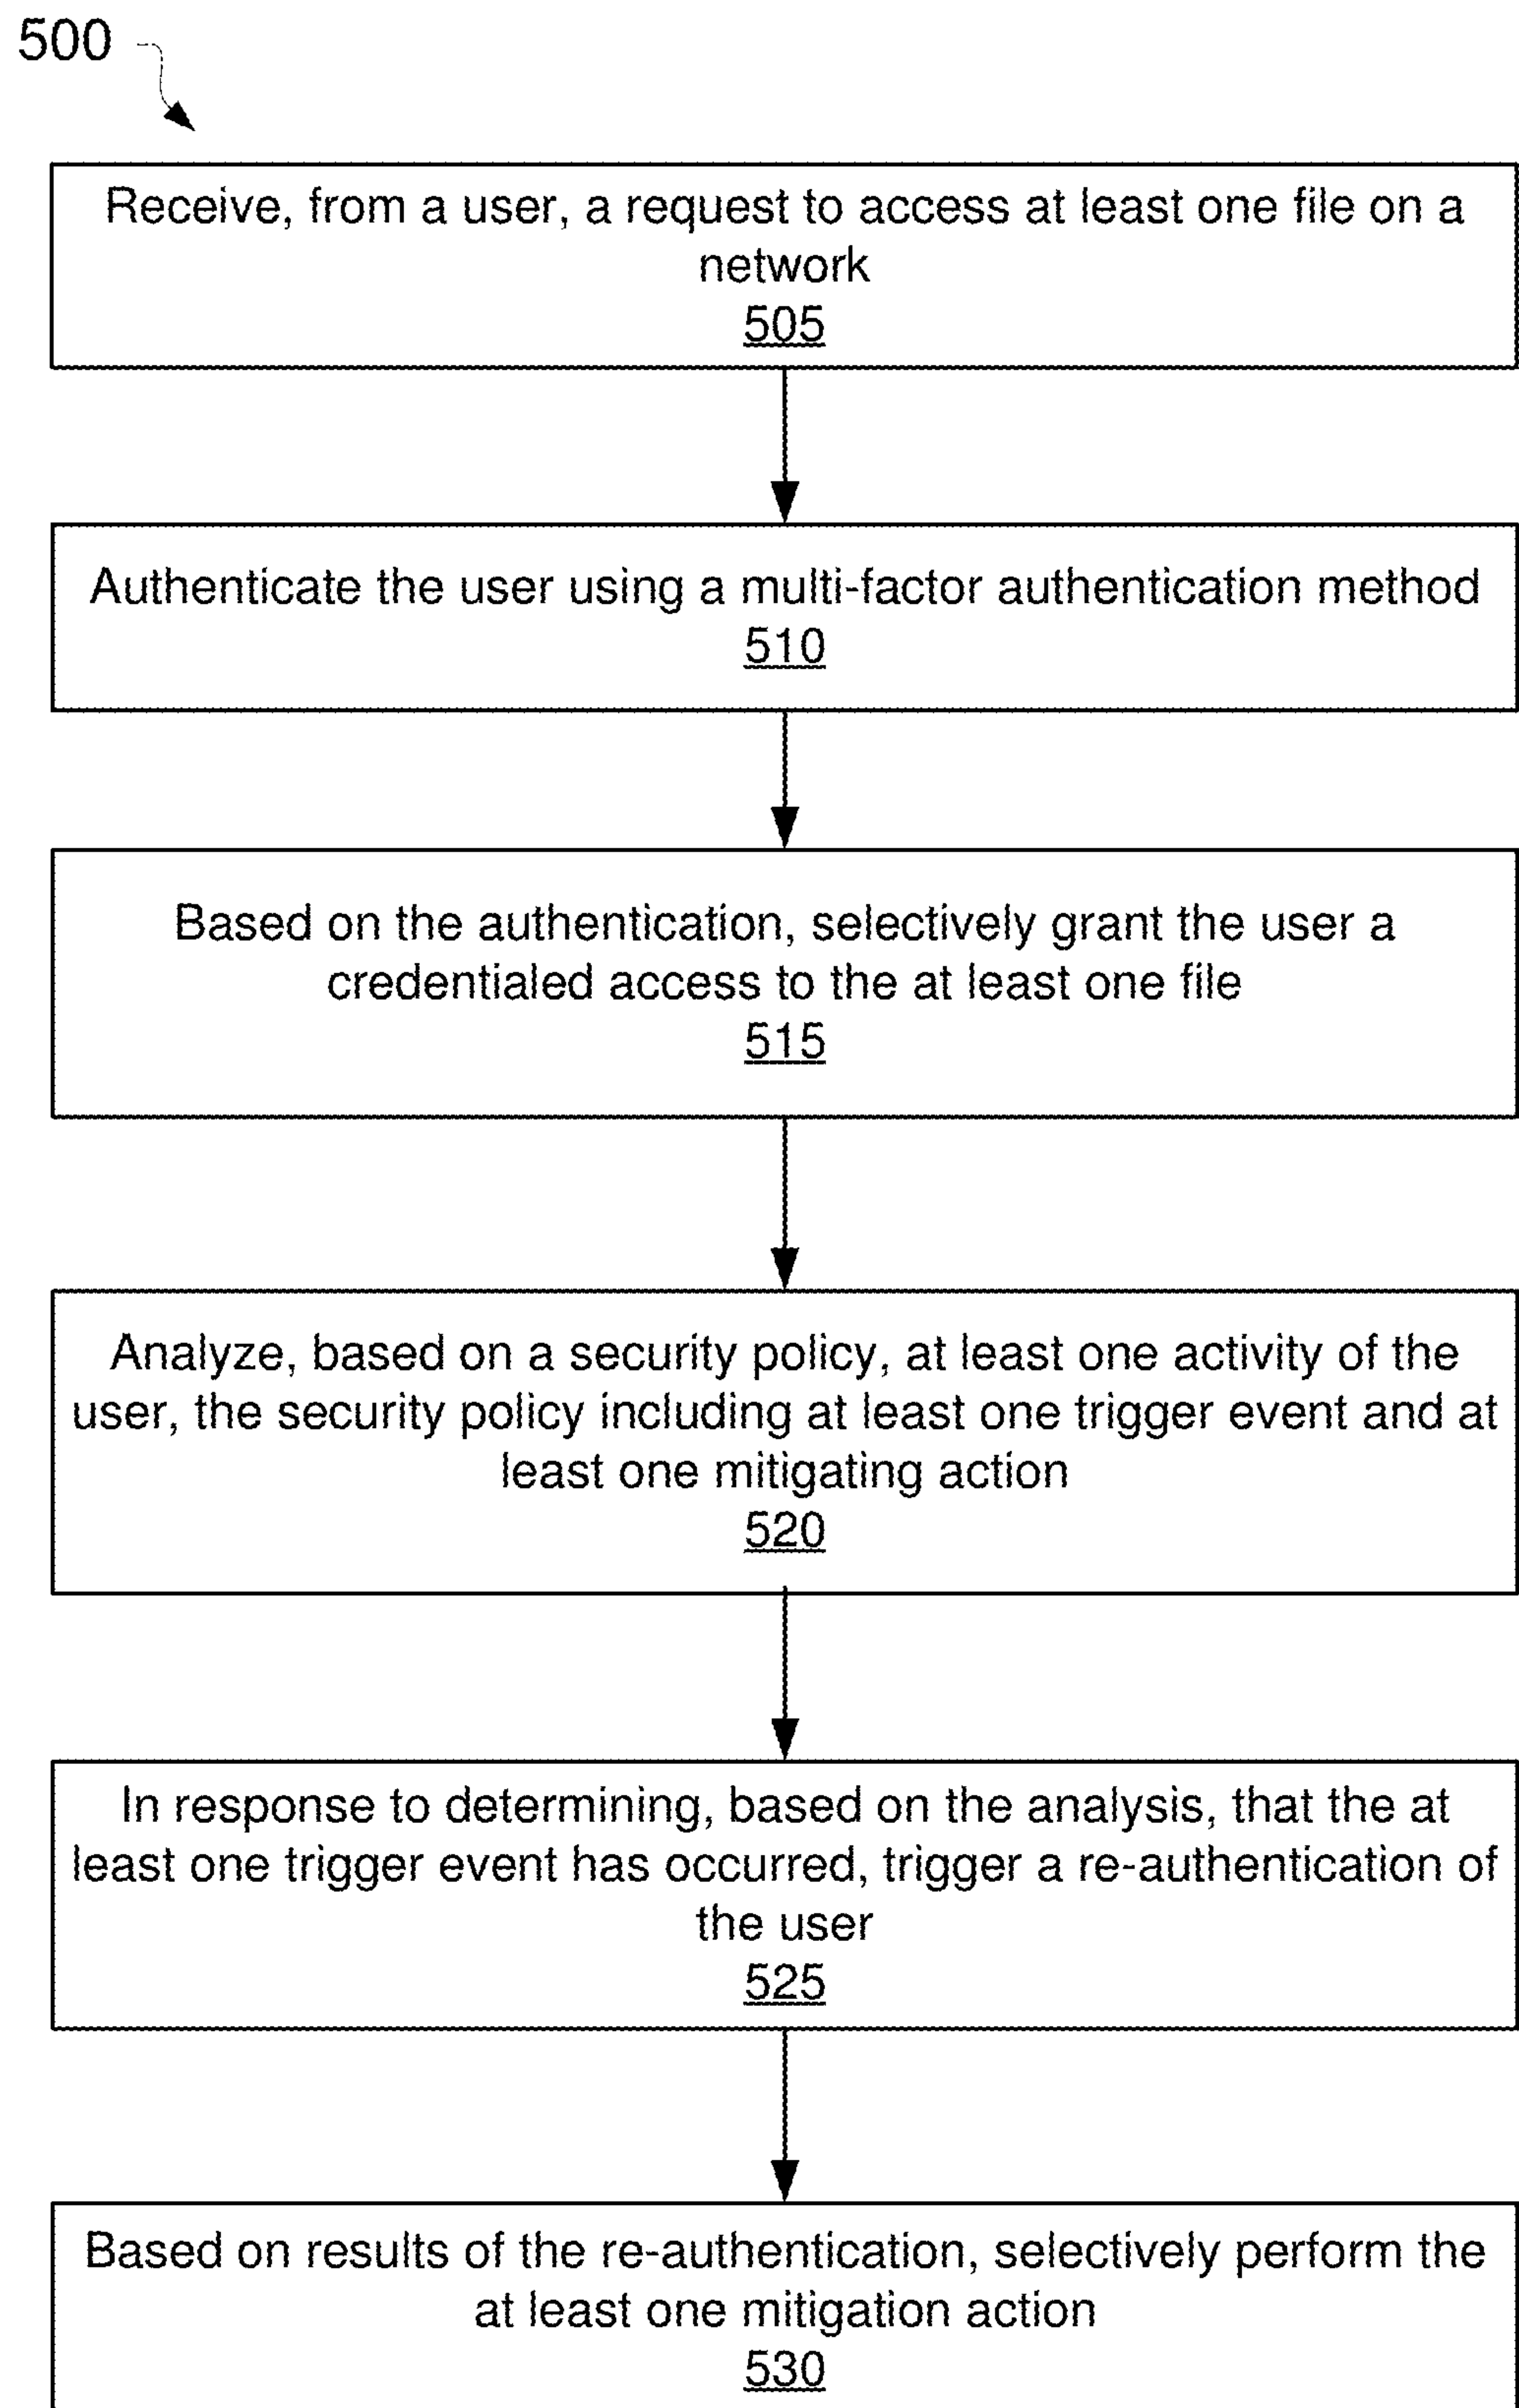 500
Receive, from a user, a request to access at least one file on a
network
505
Authenticate the user using a multi-factor authentication method
510
Based on the authentication, selectively grant the user a
credentialed access to the at least one file
515
Analyze, based on a security policy, at least one activity of the
user, the security policy including at least one trigger event and at
least one mitigating action
520
In response to determining, based on the analysis, that the at
least one trigger event has occurred, trigger a re-authentication of
the user
525
Based on results of the re-authentication, selectively perform the
at least one mitigation action
530